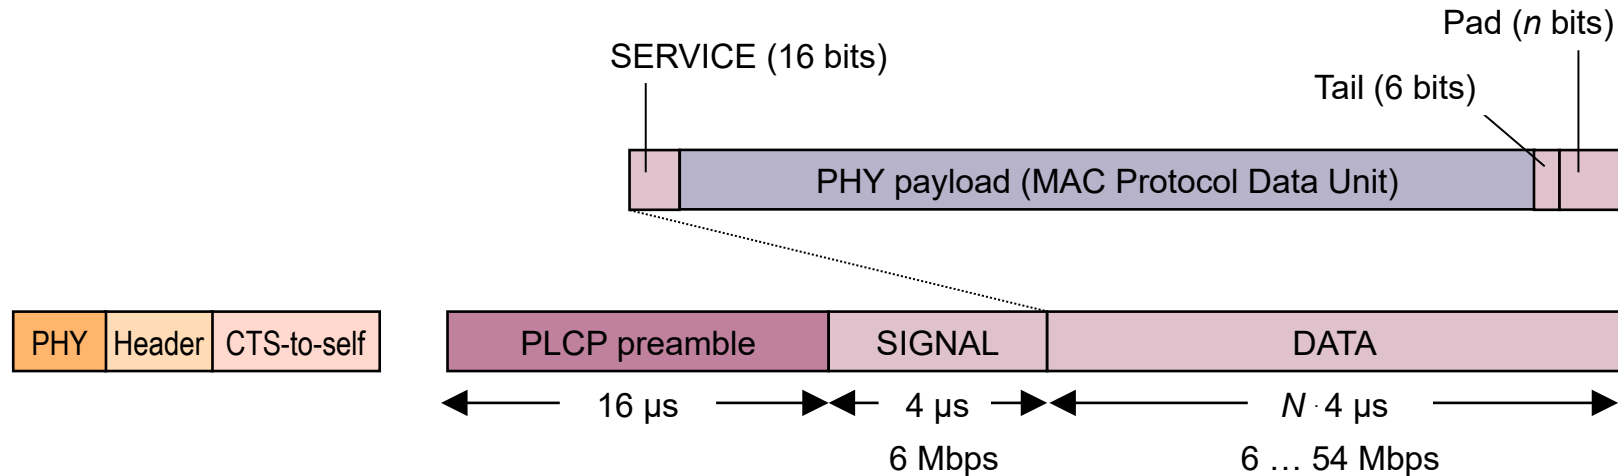 Pad (n bits)
SERVICE (16 bits)
Tail (6 bits)
PHY payload (MAC Protocol Data Unit)
PHY Header CTS-to-self PLCP preamble SIGNAL DATA
16 µs 4 µs N · 4 µs
6 Mbps 6 … 54 Mbps